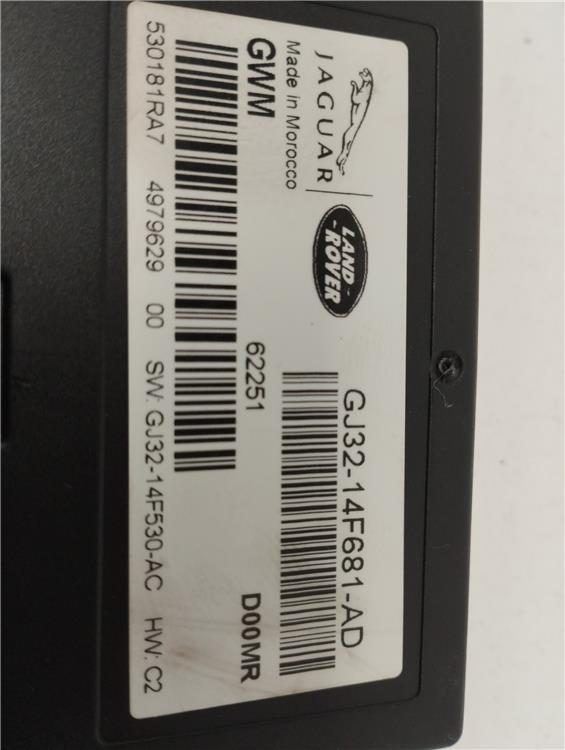 JAGUAR
LAND-
-ROVER
GJ32-14F681-AD
Made in Morocco
GWM
62251
D00MR
530181RA7 4979629 00 SW: GJ32-14F530-AC HW: C2